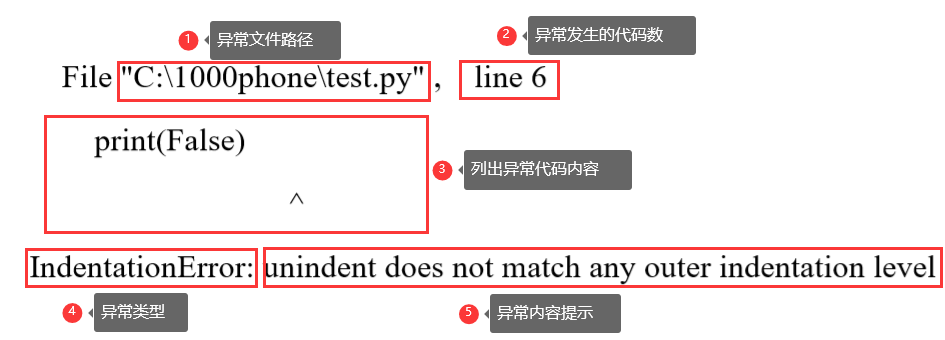 1 异常文件路径
2 异常发生的代码数
File "C:\1000phone\test.py" , line 6
print(False)
3 列出异常代码内容
^
IndentationError: unindent does not match any outer indentation level
4 异常类型
5 异常内容提示